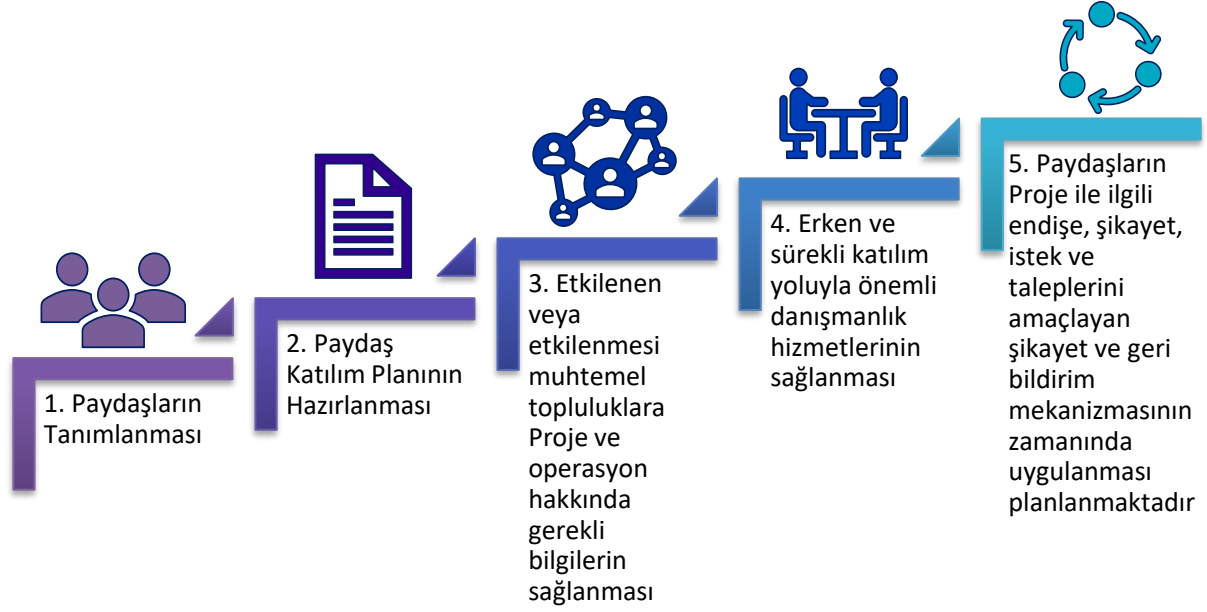 1. Paydaşların
Tanımlanması
2. Paydaş
Katılım Planının
Hazırlanması
3. Etkilenen
veya
etkilenmesi
muhtemel
topluluklara
Proje ve
operasyon
hakkında
gerekli
bilgilerin
sağlanması
4. Erken ve
sürekli katılım
yoluyla önemli
danışmanlık
hizmetlerinin
sağlanması
5. Paydaşların
Proje ile ilgili
endişe, şikayet,
istek ve
taleplerini
amaçlayan
şikayet ve geri
bildirim
mekanizmasının
zamanında
uygulanması
planlanmaktadır